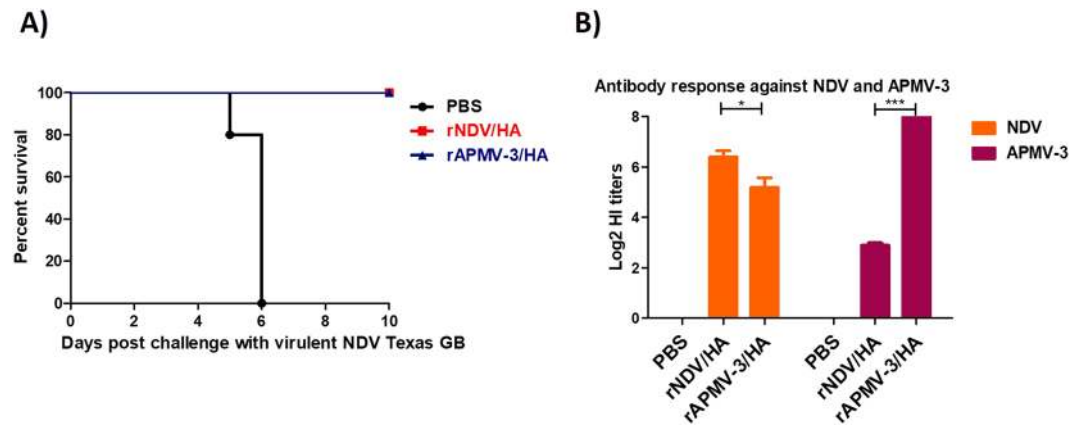 A)
100
80
60
40
20
0
0 2 4 6 8 10
Percent survival
Days post challenge with virulent NDV Texas GB
PBS
rNDV/HA
rAPMV-3/HA
B)
Antibody response against NDV and APMV-3
* ***
8
6
4
2
0
Log2 HI titers
PBS
rNDV/HA
rAPMV-3/HA
PBS
rNDV/HA
rAPMV-3/HA
NDV
APMV-3